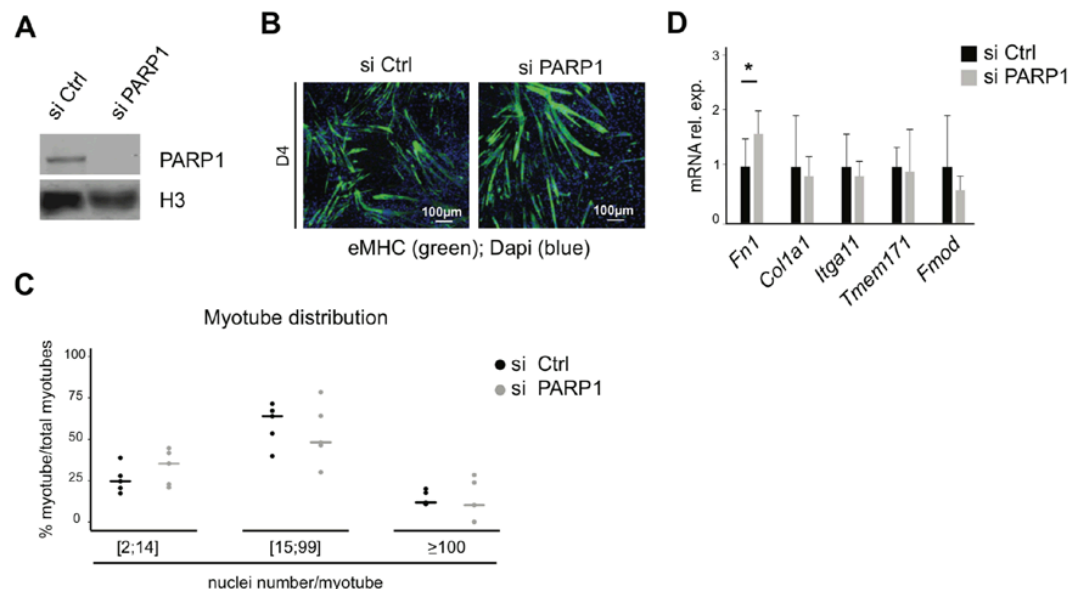 A
si Ctrl
si PARP1
PARP1
H3
B
si Ctrl
si PARP1
D4
100µm
100µm
eMHC (green); Dapi (blue)
C
Myotube distribution
% myotube/total myotubes
100
75
50
25
0
si Ctrl
si PARP1
[2;14]
[15;99]
≥100
nuclei number/myotube
D
si Ctrl
si PARP1
mRNA rel. exp.
3
2
1
0
*
Fn1
Col1a1
Itga11
Tmem171
Fmod